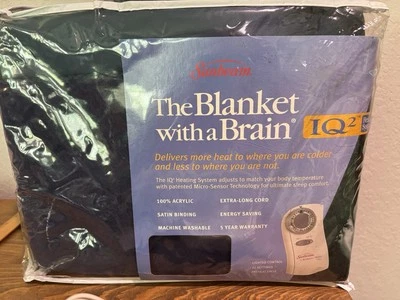 Sunbeam
The Blanket
with a Brain®
IQ²™
Delivers more heat to where you are colder
and less to where you are not.
The IQ² Heating System adjusts to match your body temperature
with patented Micro-Sensor Technology for ultimate sleep comfort.
100% ACRYLIC
EXTRA-LONG CORD
SATIN BINDING
ENERGY SAVING
MACHINE WASHABLE
5 YEAR WARRANTY